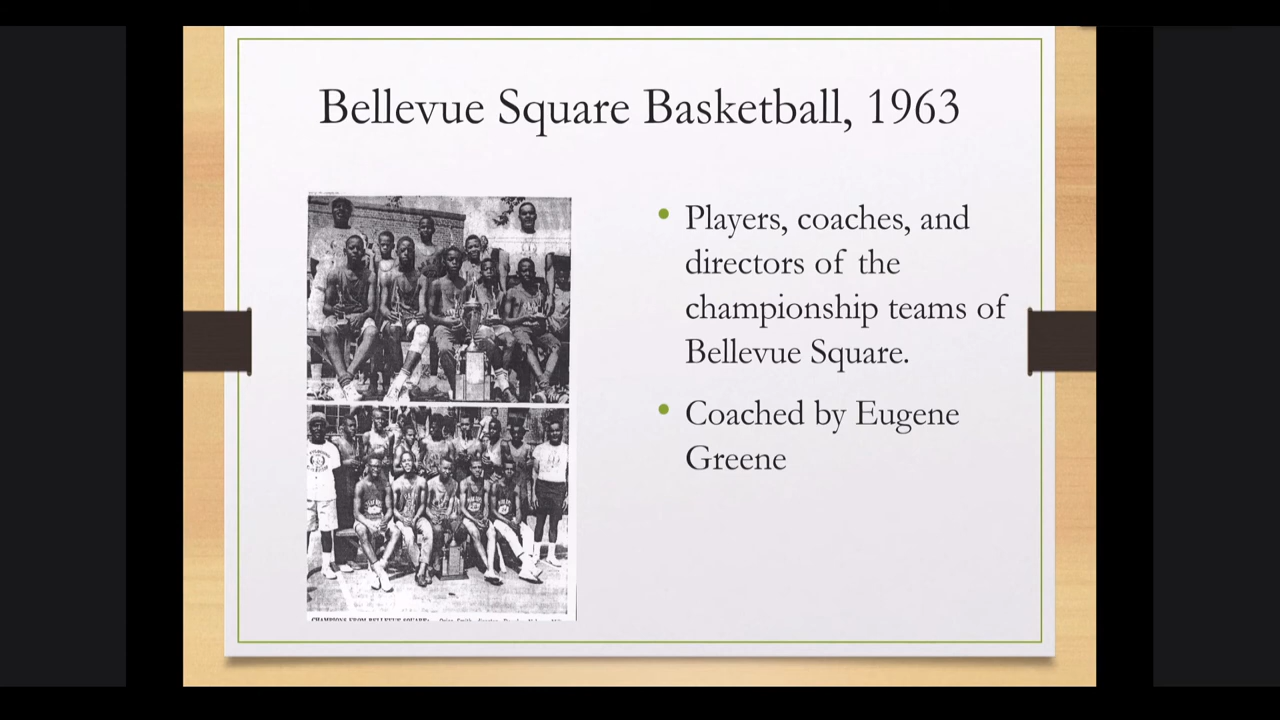 Bellevue Square Basketball, 1963
Players, coaches, and
directors of the
championship teams of
Bellevue Square.
Coached by Eugene
Greene
CHAMPIONS FROM BELLEVUE SQUARE: